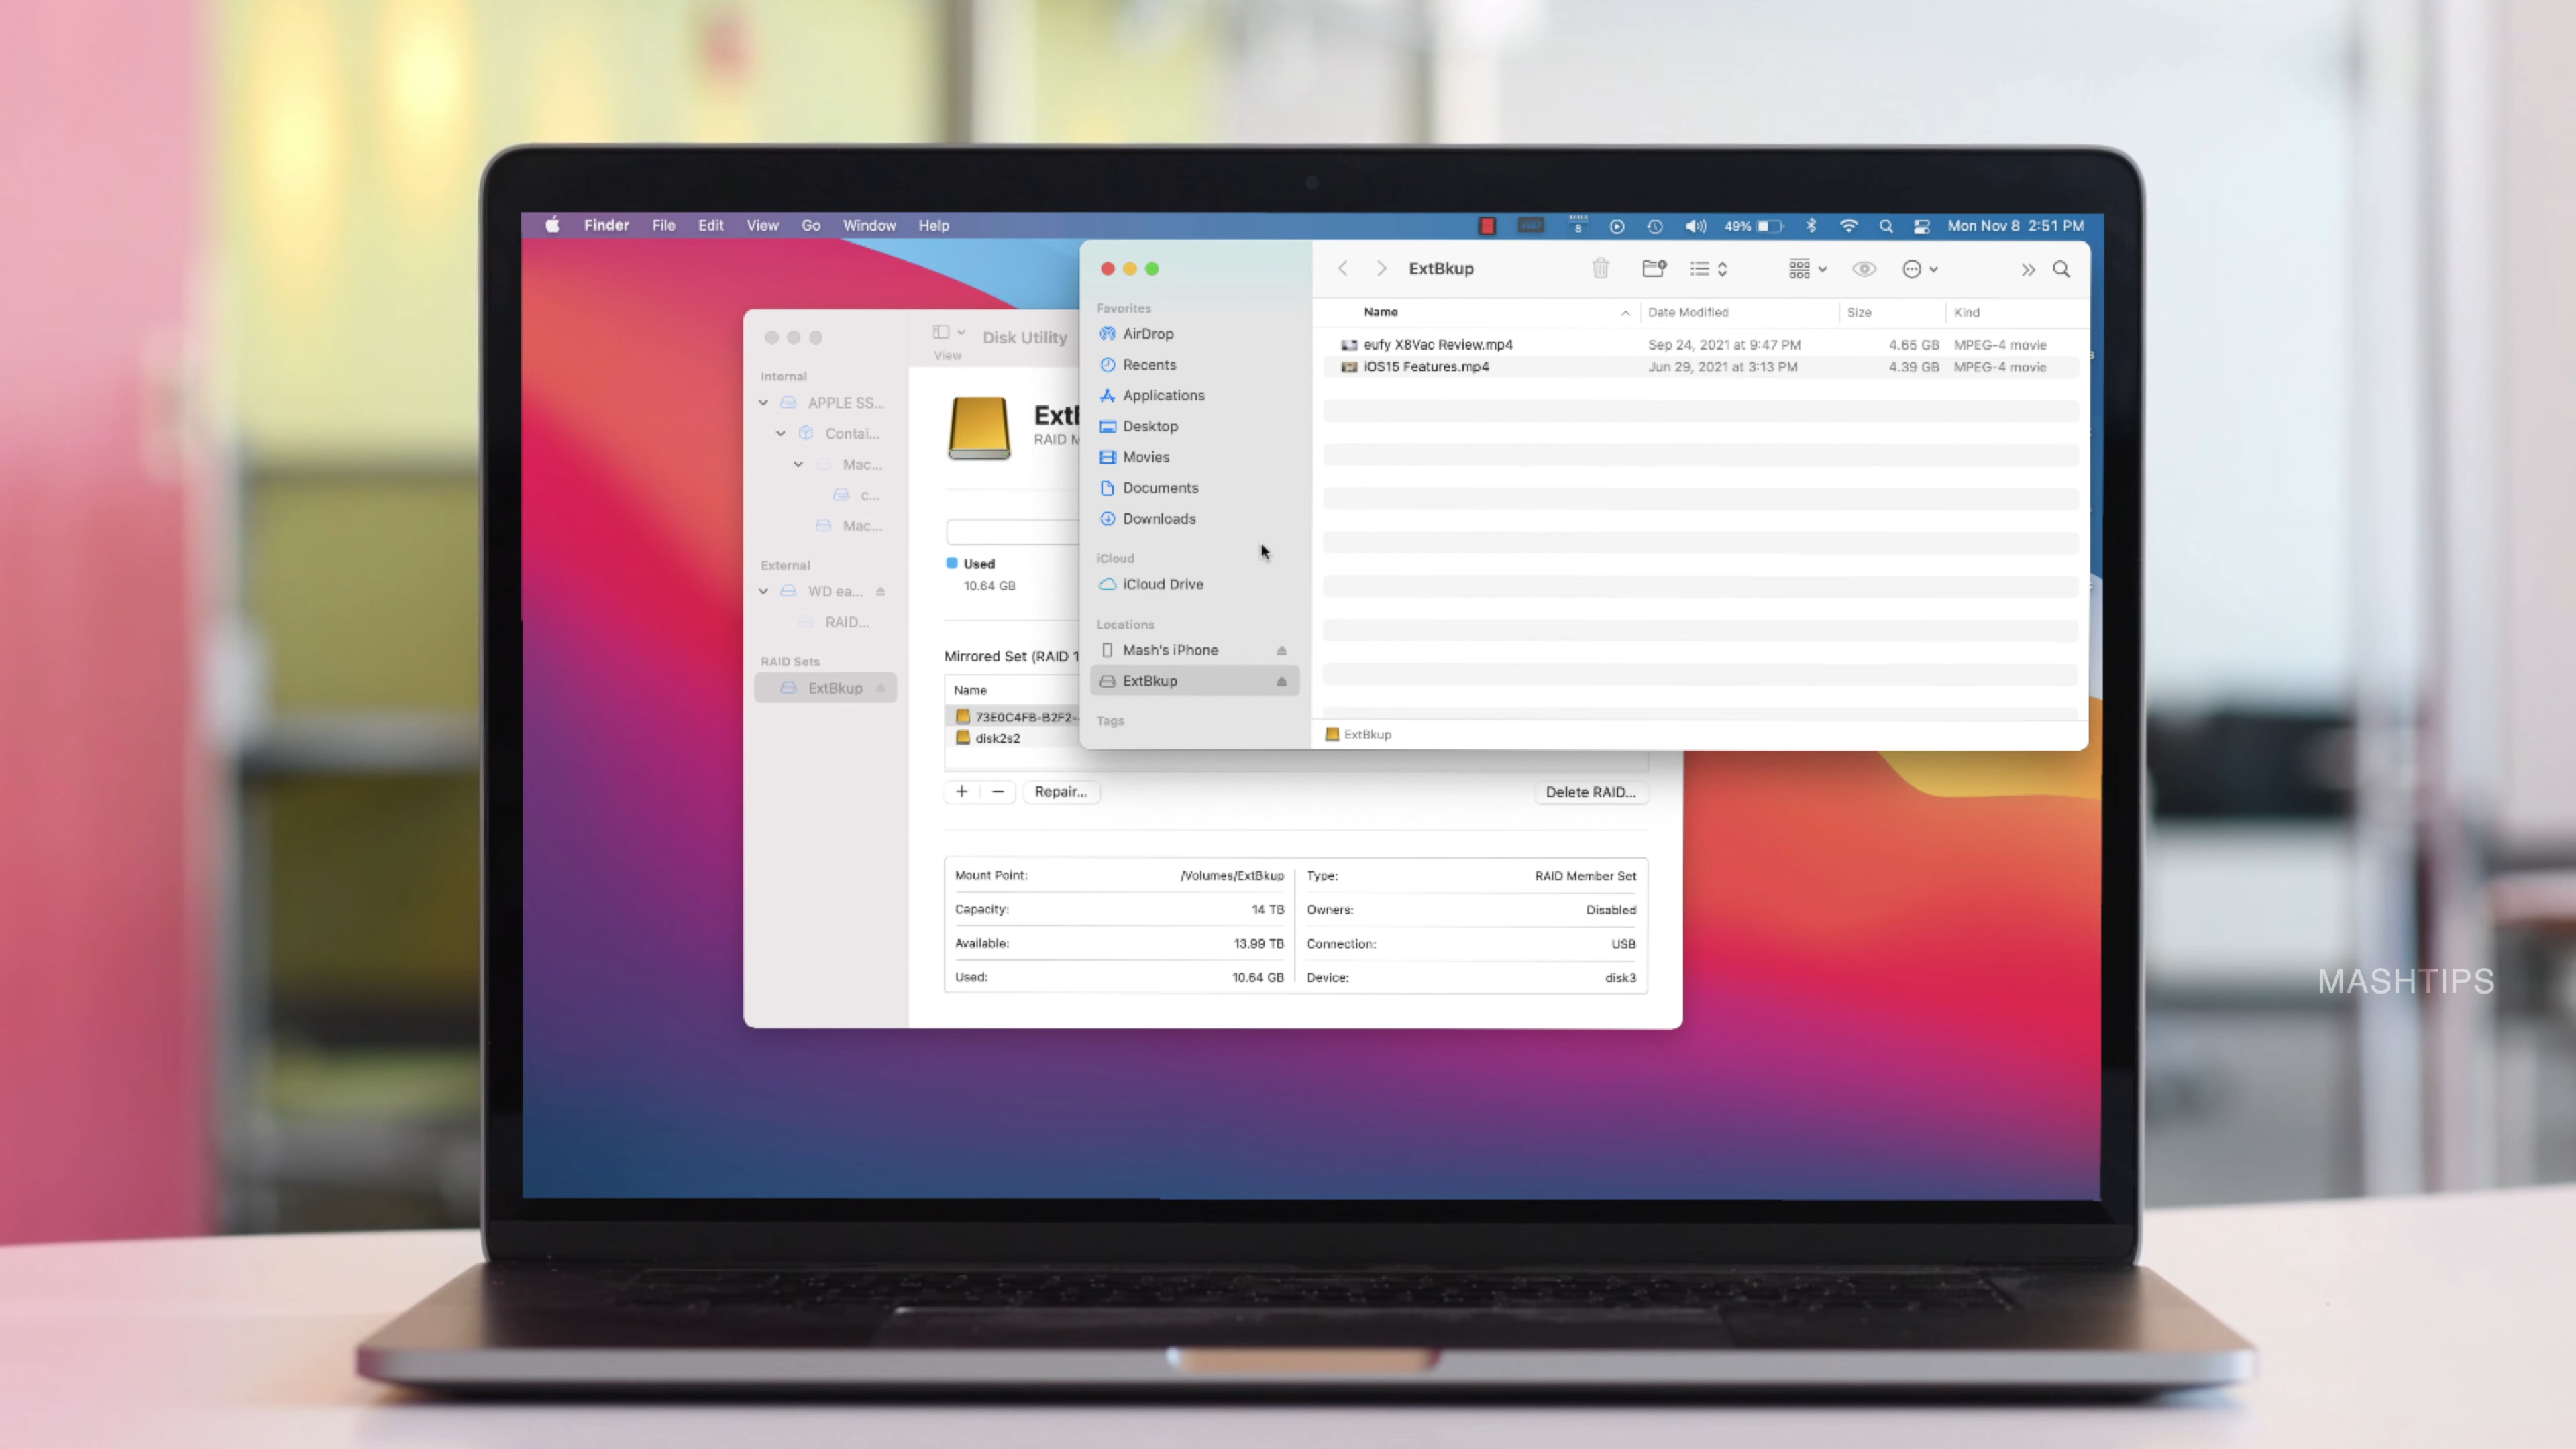 Finder File Edit View Go Window Help
8 49% Mon Nov 8 2:51 PM
ExtBkup
Favorites
AirDrop
Recents
Applications
Desktop
Movies
Documents
Downloads
iCloud
iCloud Drive
Locations
Mash's iPhone
ExtBkup
Tags
Name Date Modified Size Kind
eufy X8Vac Review.mp4 Sep 24, 2021 at 9:47 PM 4.65 GB MPEG-4 movie
iOS15 Features.mp4 Jun 29, 2021 at 3:13 PM 4.39 GB MPEG-4 movie
ExtBkup
Disk Utility
View
Internal
APPLE SS...
Contai...
Mac...
c...
Mac...
External
WD ea...
RAID...
RAID Sets
ExtBkup
RAID M
Used
10.64 GB
Mirrored Set (RAID 1
Name
73E0C4FB-B2F2-
disk2s2
+ − Repair... Delete RAID...
Mount Point: /Volumes/ExtBkup Type: RAID Member Set
Capacity: 14 TB Owners: Disabled
Available: 13.99 TB Connection: USB
Used: 10.64 GB Device: disk3
MASHTIPS